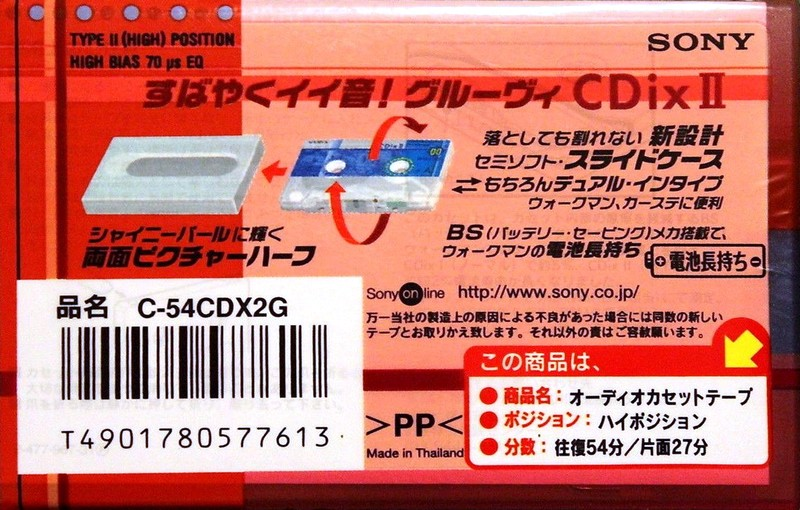 TYPE II (HIGH) POSITION
HIGH BIAS 70 µs EQ
SONY
すばやくイイ音！グルーヴィ CDixⅡ
落としても割れない 新設計
セミソフト・スライドケース
もちろんデュアル・インタイプ
ウォークマン、カーステに便利
シャイニーパールに輝く
両面ピクチャーハーフ
BS（バッテリー・セービング）メカ搭載で、
ウォークマンの電池長持ち
+電池長持ち-
品名 C-54CDX2G
T4901780577613
Sony on line http://www.sony.co.jp/
万一当社の製造上の原因による不良があった場合には同数の新しい
テープとお取りかえ致します。それ以外の責はご容赦願います。
>PP<
Made in Thailand
この商品は、
●商品名：オーディオカセットテープ
●ポジション：ハイポジション
●分数：往復54分／片面27分